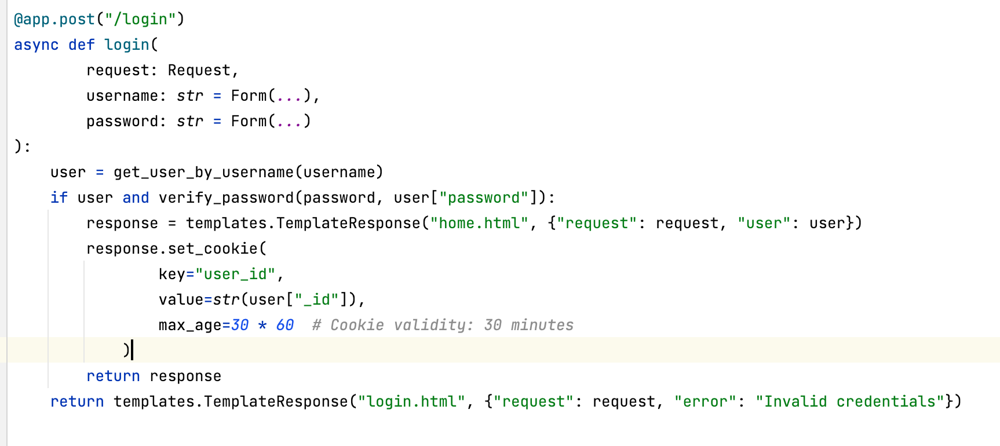 @app.post("/login")
async def login(
        request: Request,
        username: str = Form(...),
        password: str = Form(...)
):
    user = get_user_by_username(username)
    if user and verify_password(password, user["password"]):
        response = templates.TemplateResponse("home.html", {"request": request, "user": user})
        response.set_cookie(
                key="user_id",
                value=str(user["_id"]),
                max_age=30 * 60  # Cookie validity: 30 minutes
            )
        return response
    return templates.TemplateResponse("login.html", {"request": request, "error": "Invalid credentials"})